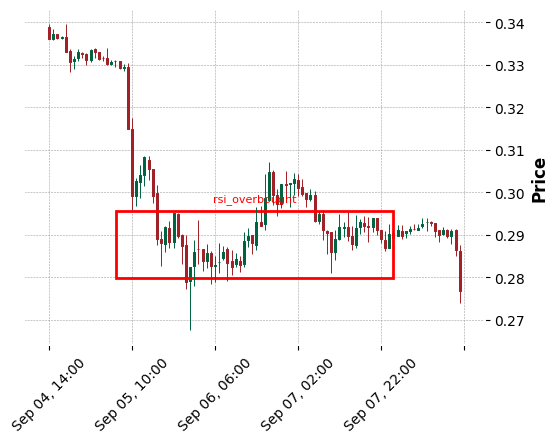 0.34
0.33
0.32
0.31
0.30
0.29
0.28
0.27
Price
rsi_overbought
Sep 04, 14:00
Sep 05, 10:00
Sep 06, 06:00
Sep 07, 02:00
Sep 07, 22:00